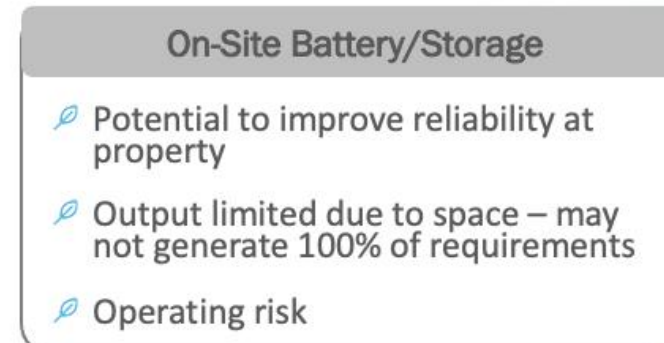 On-Site Battery/Storage
Potential to improve reliability at
property
Output limited due to space – may
not generate 100% of requirements
Operating risk